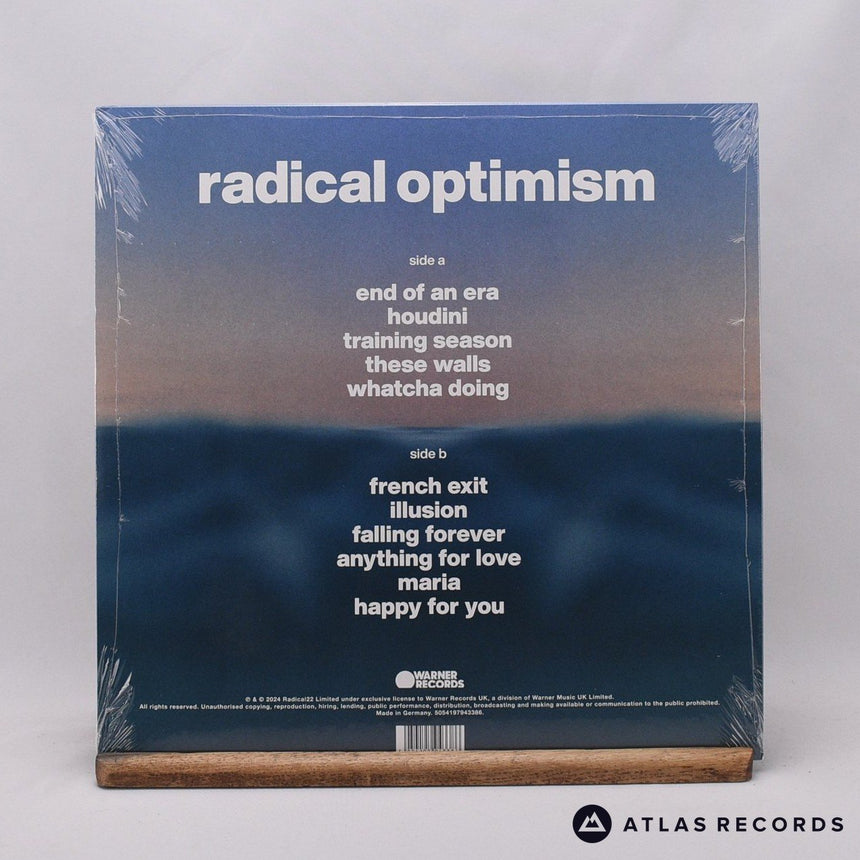 radical optimism
side a
end of an era
houdini
training season
these walls
whatcha doing
side b
french exit
illusion
falling forever
anything for love
maria
happy for you
WARNER
RECORDS
℗ & © 2024 Radical22 Limited under exclusive license to Warner Records UK, a division of Warner Music UK Limited.
All rights reserved. Unauthorised copying, reproduction, hiring, lending, public performance, distribution, broadcasting and making available or communication to the public prohibited.
Made in Germany. 5054197943386.
ATLAS RECORDS